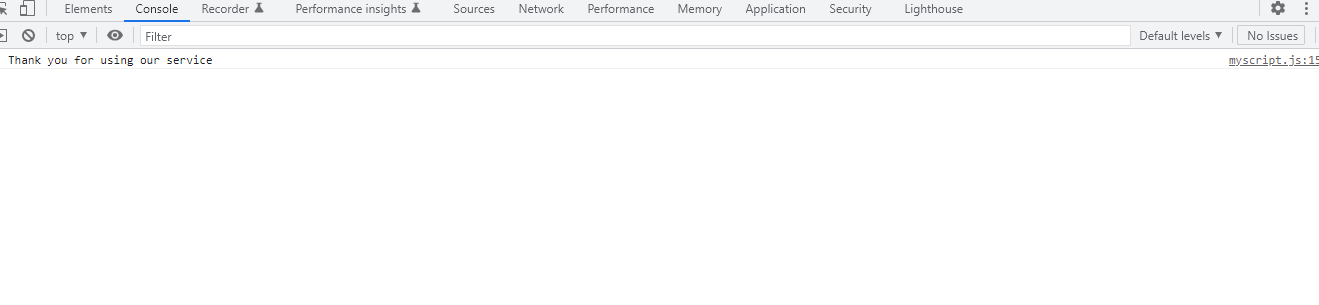 Elements Console Recorder Performance insights Sources Network Performance Memory Application Security Lighthouse
top Filter Default levels No Issues
Thank you for using our service myscript.js:15